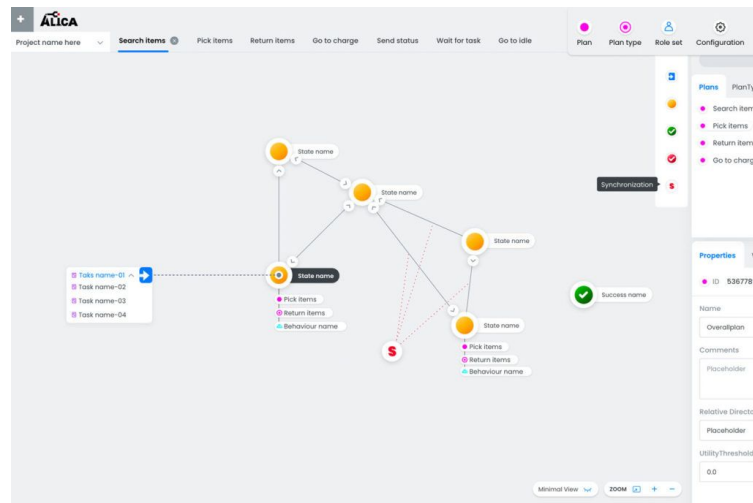 + ALICA
Project name here
Search items
Pick items
Return items
Go to charge
Send status
Wait for task
Go to idle
Plan
Plan type
Role set
Configuration
Plans
PlanTy
Search item
Pick items
Return item
Go to charg
Synchronization
S
State name
State name
State name
State name
Pick items
Return items
Behaviour name
State name
Pick items
Return items
Behaviour name
S
Success name
Taks name-01
Task name-02
Task name-03
Task name-04
Properties
ID 536778
Name
Overallplan
Comments
Placeholder
Relative Directo
Placeholder
UtilityThreshold
0.0
Minimal View
ZOOM + −